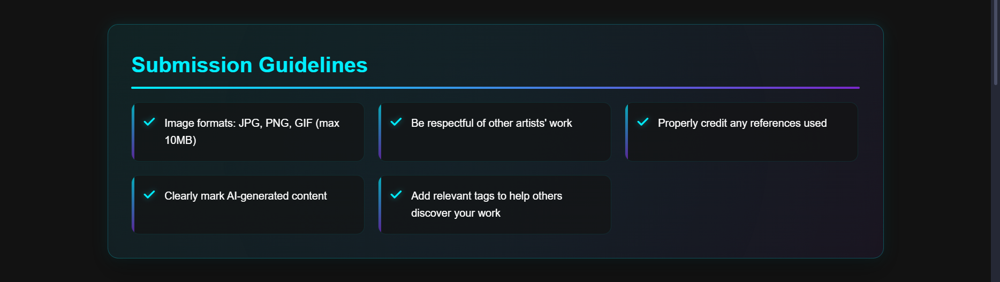 Submission Guidelines
Image formats: JPG, PNG, GIF (max
10MB)
Be respectful of other artists' work
Properly credit any references used
Clearly mark AI-generated content
Add relevant tags to help others
discover your work